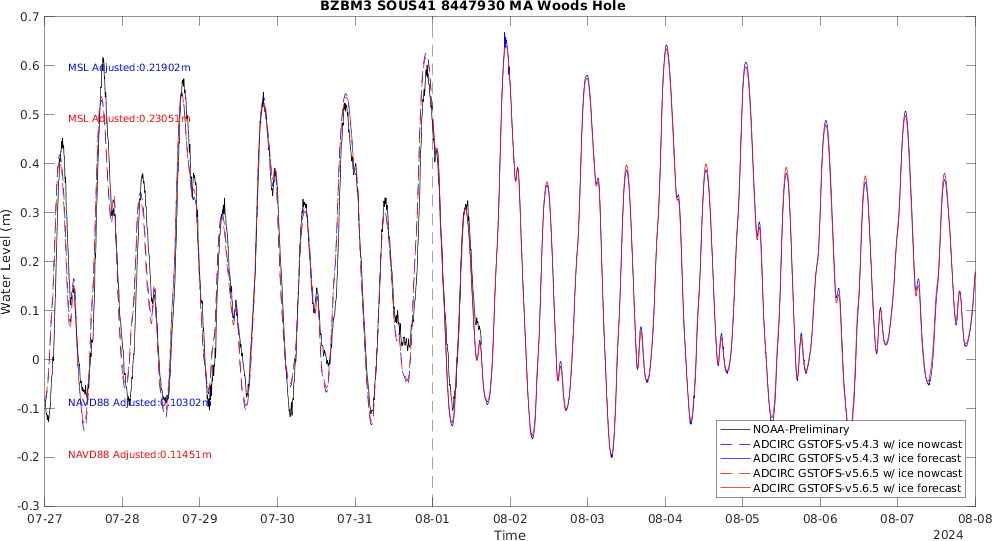 BZBM3 SOUS41 8447930 MA Woods Hole
0.7
0.6
0.5
0.4
0.3
0.2
0.1
0
-0.1
-0.2
-0.3
Water Level (m)
MSL Adjusted:0.21902m
MSL Adjusted:0.23051m
NAVD88 Adjusted:0.10302m
NAVD88 Adjusted:0.11451m
NOAA-Preliminary
ADCIRC GSTOFS-v5.4.3 w/ ice nowcast
ADCIRC GSTOFS-v5.4.3 w/ ice forecast
ADCIRC GSTOFS-v5.6.5 w/ ice nowcast
ADCIRC GSTOFS-v5.6.5 w/ ice forecast
07-27 07-28 07-29 07-30 07-31 08-01 08-02 08-03 08-04 08-05 08-06 08-07 08-08
Time
2024